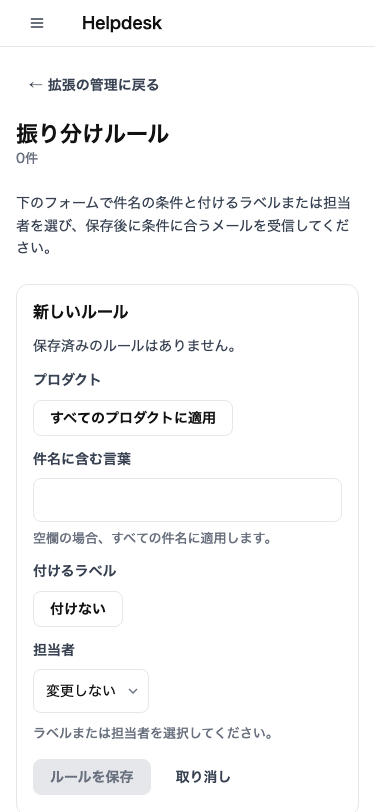 Helpdesk
← 拡張の管理に戻る
振り分けルール
0件
下のフォームで件名の条件と付けるラベルまたは担当
者を選び、保存後に条件に合うメールを受信してくだ
さい。
新しいルール
保存済みのルールはありません。
プロダクト
すべてのプロダクトに適用
件名に含む言葉
空欄の場合、すべての件名に適用します。
付けるラベル
付けない
担当者
変更しない
ラベルまたは担当者を選択してください。
ルールを保存 取り消し